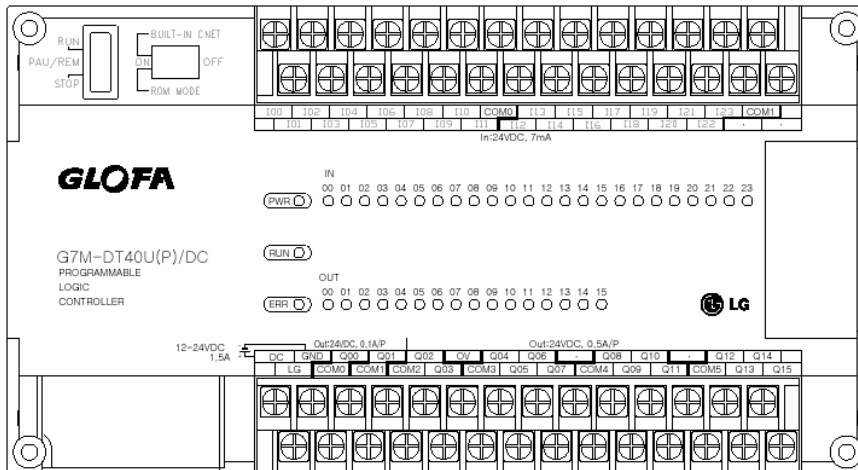 RUN
PAU/REM
STOP
BUILT-IN CNET
ON OFF
ROM MODE
I00 I02 I04 I06 I08 I10 COM0 I13 I15 I17 I19 I21 I23 COM1
I01 I03 I05 I07 I09 I11 I12 I14 I16 I18 I20 I22 · ·
In:24VDC, 7mA
GLOFA
IN
00 01 02 03 04 05 06 07 08 09 10 11 12 13 14 15 16 17 18 19 20 21 22 23
PWR
G7M-DT40U(P)/DC
PROGRAMMABLE
LOGIC
CONTROLLER
RUN
OUT
00 01 02 03 04 05 06 07 08 09 10 11 12 13 14 15
ERR
LG
12-24VDC
1.5A
Out:24VDC, 0.1A/P Out:24VDC, 0.5A/P
DC GND Q00 Q01 Q02 0V Q04 Q06 · Q08 Q10 · Q12 Q14
LG COM0 COM1 COM2 Q03 COM3 Q05 Q07 COM4 Q09 Q11 COM5 Q13 Q15